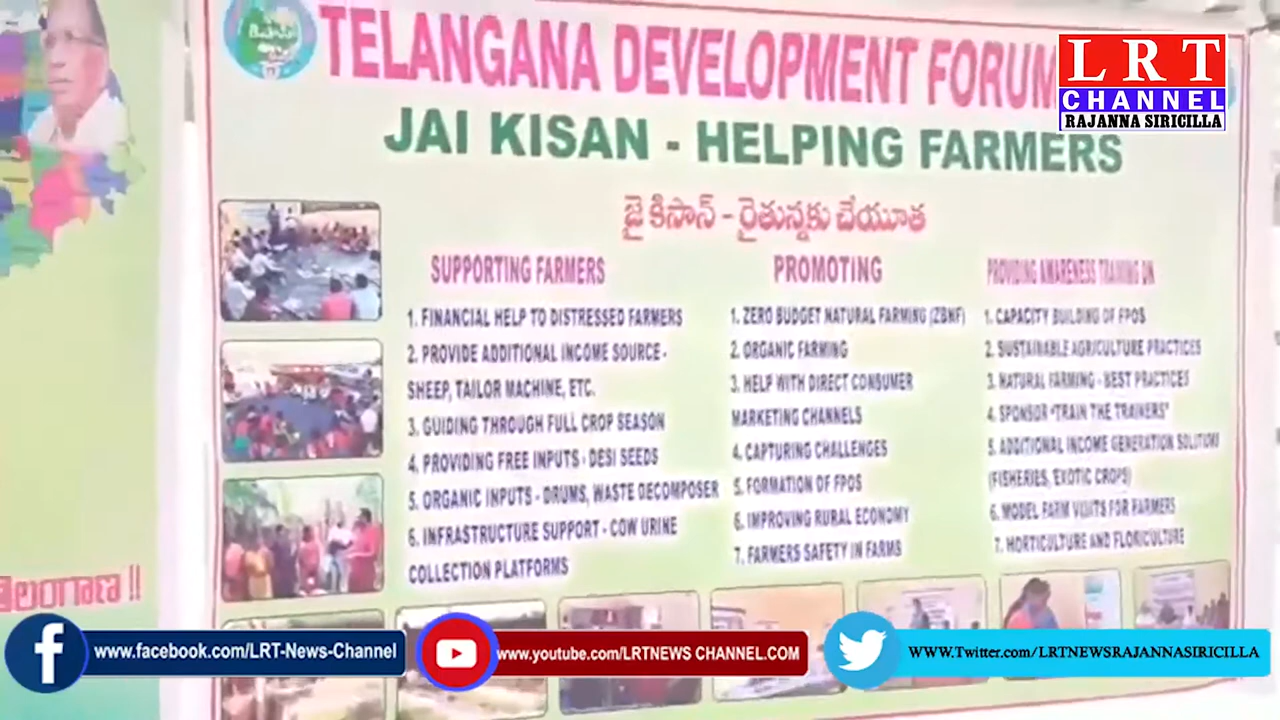 TELANGANA DEVELOPMENT FORUM
LRT
CHANNEL
RAJANNA SIRICILLA
JAI KISAN - HELPING FARMERS
జై కిసాన్ - రైతున్నకు చేయూత
SUPPORTING FARMERS
1. FINANCIAL HELP TO DISTRESSED FARMERS
2. PROVIDE ADDITIONAL INCOME SOURCE -
SHEEP, TAILOR MACHINE, ETC.
3. GUIDING THROUGH FULL CROP SEASON
4. PROVIDING FREE INPUTS - DESI SEEDS
5. ORGANIC INPUTS - DRUMS, WASTE DECOMPOSER
6. INFRASTRUCTURE SUPPORT - COW URINE
COLLECTION PLATFORMS
PROMOTING
1. ZERO BUDGET NATURAL FARMING (ZBNF)
2. ORGANIC FARMING
3. HELP WITH DIRECT CONSUMER
MARKETING CHANNELS
4. CAPTURING CHALLENGES
5. FORMATION OF FPOS
6. IMPROVING RURAL ECONOMY
7. FARMERS SAFETY IN FARMS
PROVIDING AWARENESS TRAINING ON
1. CAPACITY BUILDING OF FPOS
2. SUSTAINABLE AGRICULTURE PRACTICES
3. NATURAL FARMING - BEST PRACTICES
4. SPONSOR "TRAIN THE TRAINERS"
5. ADDITIONAL INCOME GENERATION SOLUTIONS
(FISHERIES, EXOTIC CROPS)
6. MODEL FARM VISITS FOR FARMERS
7. HORTICULTURE AND FLORICULTURE
తెలంగాణ !!
www.facebook.com/LRT-News-Channel
www.youtube.com/LRTNEWS CHANNEL.COM
WWW.Twitter.com/LRTNEWSRAJANNASIRICILLA